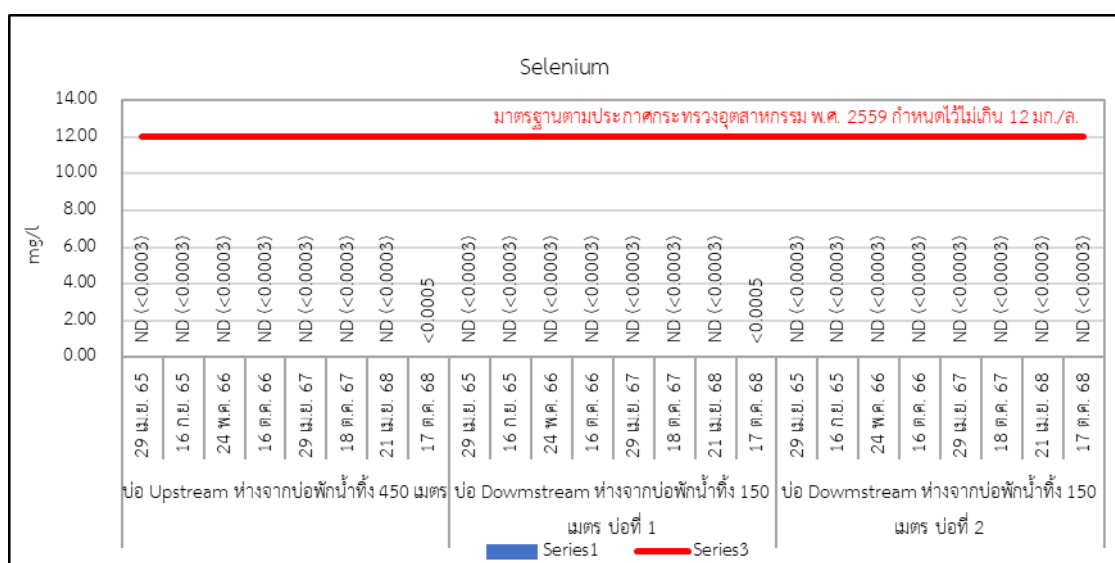 Selenium
มาตรฐานตามประกาศกระทรวงอุตสาหกรรม พ.ศ. 2559 กำหนดไว้ไม่เกิน 12 มก./ล.
14.00
12.00
10.00
8.00
6.00
4.00
2.00
0.00
mg/l
ND (<0.0003)
ND (<0.0003)
ND (<0.0003)
ND (<0.0003)
ND (<0.0003)
ND (<0.0003)
ND (<0.0003)
<0.0005
ND (<0.0003)
ND (<0.0003)
ND (<0.0003)
ND (<0.0003)
ND (<0.0003)
ND (<0.0003)
ND (<0.0003)
<0.0005
ND (<0.0003)
ND (<0.0003)
ND (<0.0003)
ND (<0.0003)
ND (<0.0003)
ND (<0.0003)
ND (<0.0003)
ND (<0.0003)
29 เม.ย. 65
16 ก.ย. 65
24 พ.ค. 66
16 ต.ค. 66
29 เม.ย. 67
18 ต.ค. 67
21 เม.ย. 68
17 ต.ค. 68
29 เม.ย. 65
16 ก.ย. 65
24 พ.ค. 66
16 ต.ค. 66
29 เม.ย. 67
18 ต.ค. 67
21 เม.ย. 68
17 ต.ค. 68
29 เม.ย. 65
16 ก.ย. 65
24 พ.ค. 66
16 ต.ค. 66
29 เม.ย. 67
18 ต.ค. 67
21 เม.ย. 68
17 ต.ค. 68
บ่อ Upstream ห่างจากบ่อพักน้ำทิ้ง 450 เมตร
บ่อ Dowmstream ห่างจากบ่อพักน้ำทิ้ง 150
เมตร บ่อที่ 1
บ่อ Dowmstream ห่างจากบ่อพักน้ำทิ้ง 150
เมตร บ่อที่ 2
Series1
Series3